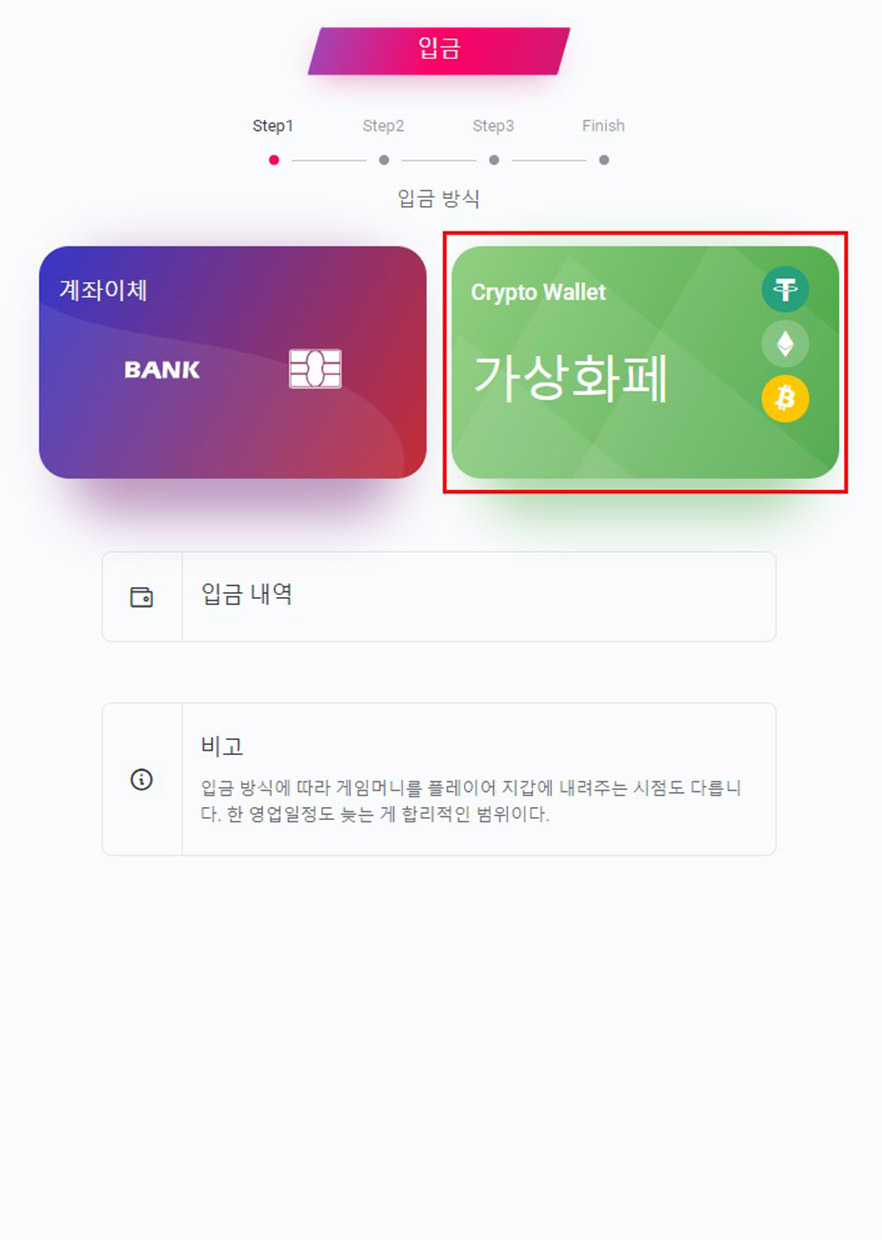 입금
Step1 Step2 Step3 Finish
입금 방식
계좌이체
BANK
Crypto Wallet
가상화폐
입금 내역
비고
입금 방식에 따라 게임머니를 플레이어 지갑에 내려주는 시점도 다릅니
다. 한 영업일정도 늦는 게 합리적인 범위이다.